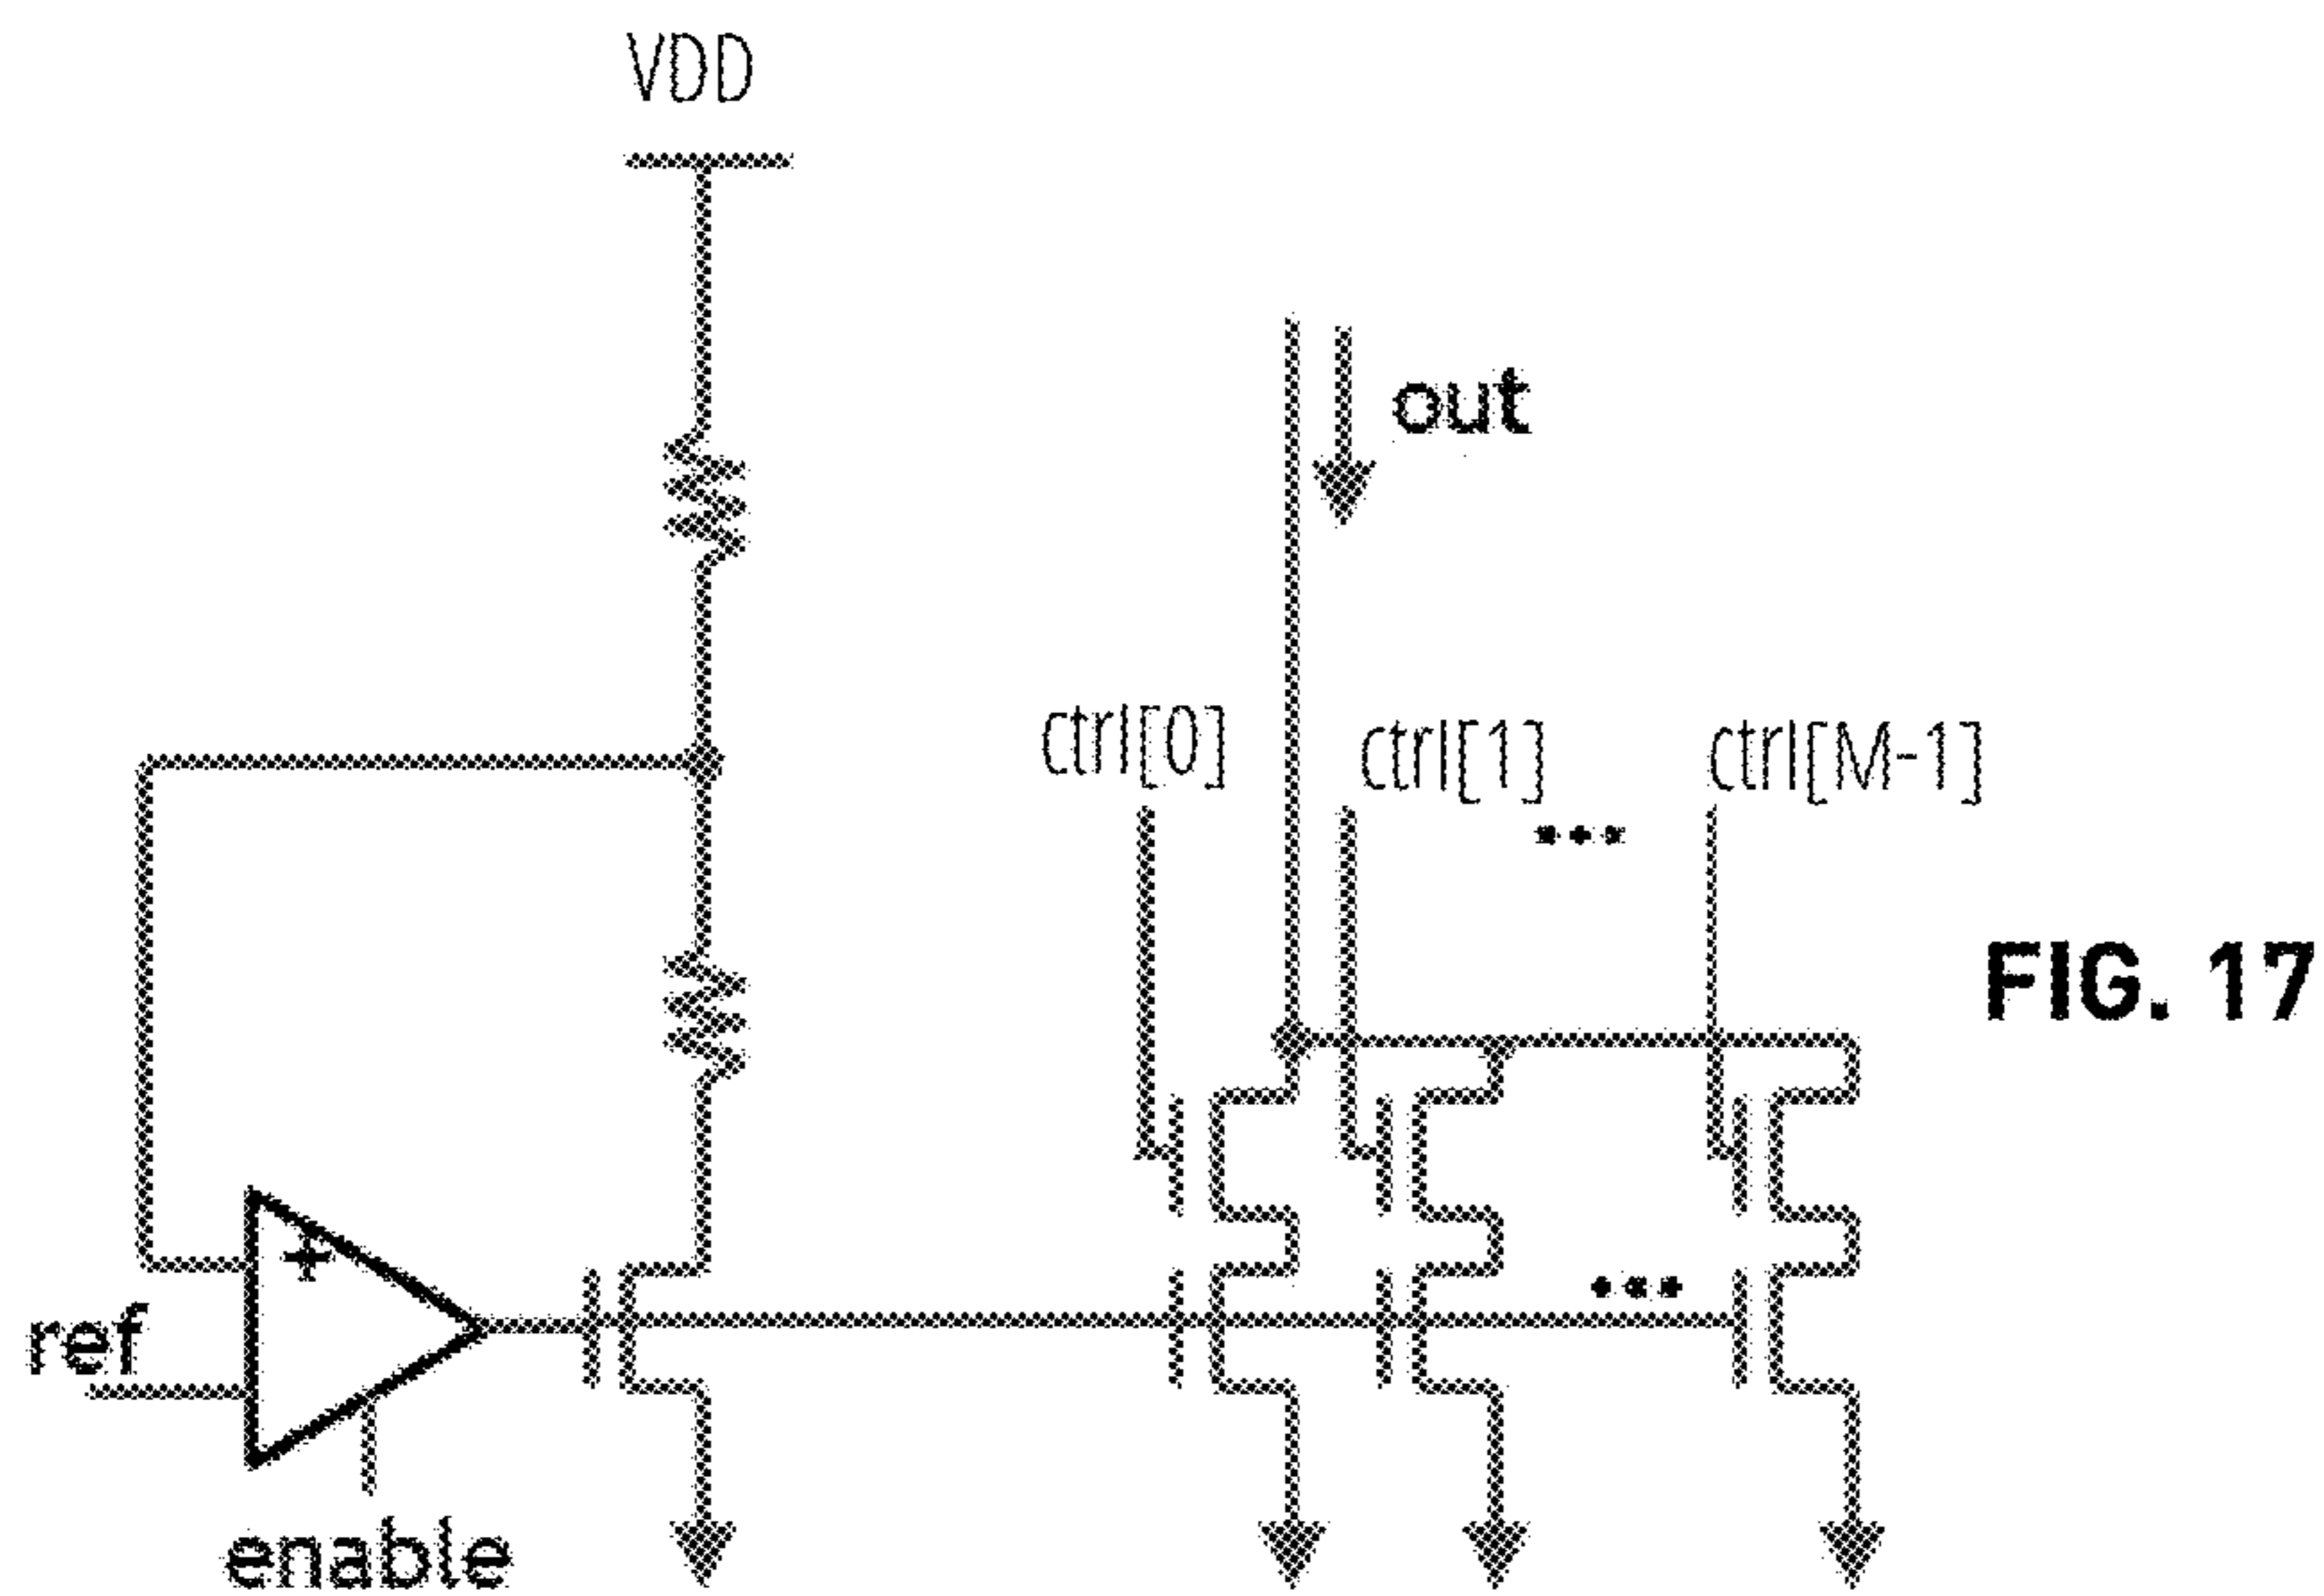 VDD
out
ctrl[0]
ctrl[1]
ctrl[M-1]
...
FIG. 17
+
...
ref
enable